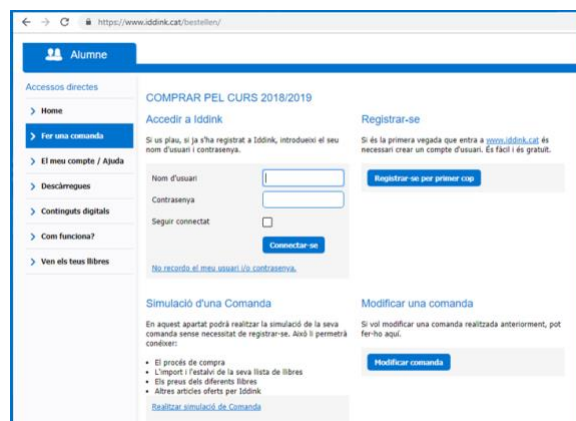 https://www.iddink.cat/bestellen/
Alumne
Accessos directes
Home
Fer una comanda
El meu compte / Ajuda
Descàrregues
Continguts digitals
Com funciona?
Ven els teus llibres
COMPRAR PEL CURS 2018/2019
Accedir a Iddink
Si us plau, si ja s'ha registrat a Iddink, introdueixi el seu
nom d'usuari i contrasenya.
Nom d'usuari
Contrasenya
Seguir connectat
Connectar-se
No recordo el meu usuari i/o contrasenya.
Registrar-se
Si és la primera vegada que entra a www.iddink.cat és
necessari crear un compte d'usuari. És fàcil i és gratuït.
Registrar-se per primer cop
Simulació d'una Comanda
En aquest apartat podrà realitzar la simulació de la seva
comanda sense necessitat de registrar-se. Això li permetrà
conèixer:
• El procés de compra
• L'import i l'estalvi de la seva llista de llibres
• Els preus dels diferents llibres
• Altres articles oferts per Iddink
Realitzar simulació de Comanda
Modificar una comanda
Si vol modificar una comanda realitzada anteriorment, pot
fer-ho aquí.
Modificar comanda